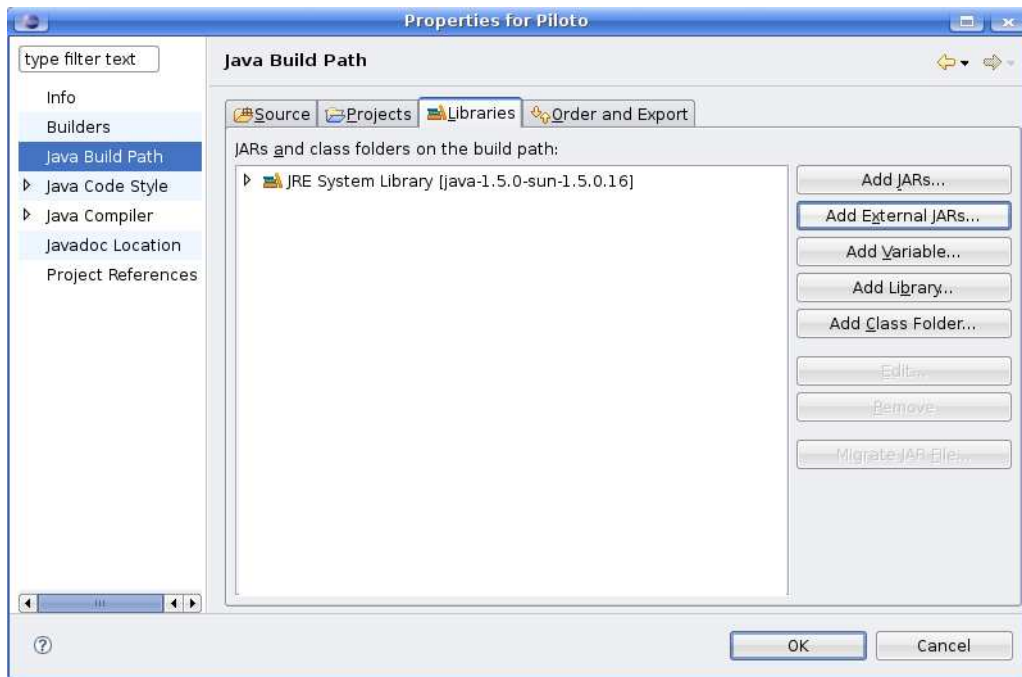 Properties for Piloto
type filter text
Java Build Path
Info
Builders
Java Build Path
Java Code Style
Java Compiler
Javadoc Location
Project References
Source
Projects
Libraries
Order and Export
JARs and class folders on the build path:
JRE System Library [java-1.5.0-sun-1.5.0.16]
Add JARs...
Add External JARs...
Add Variable...
Add Library...
Add Class Folder...
Edit...
Remove
Migrate JAR File...
OK
Cancel